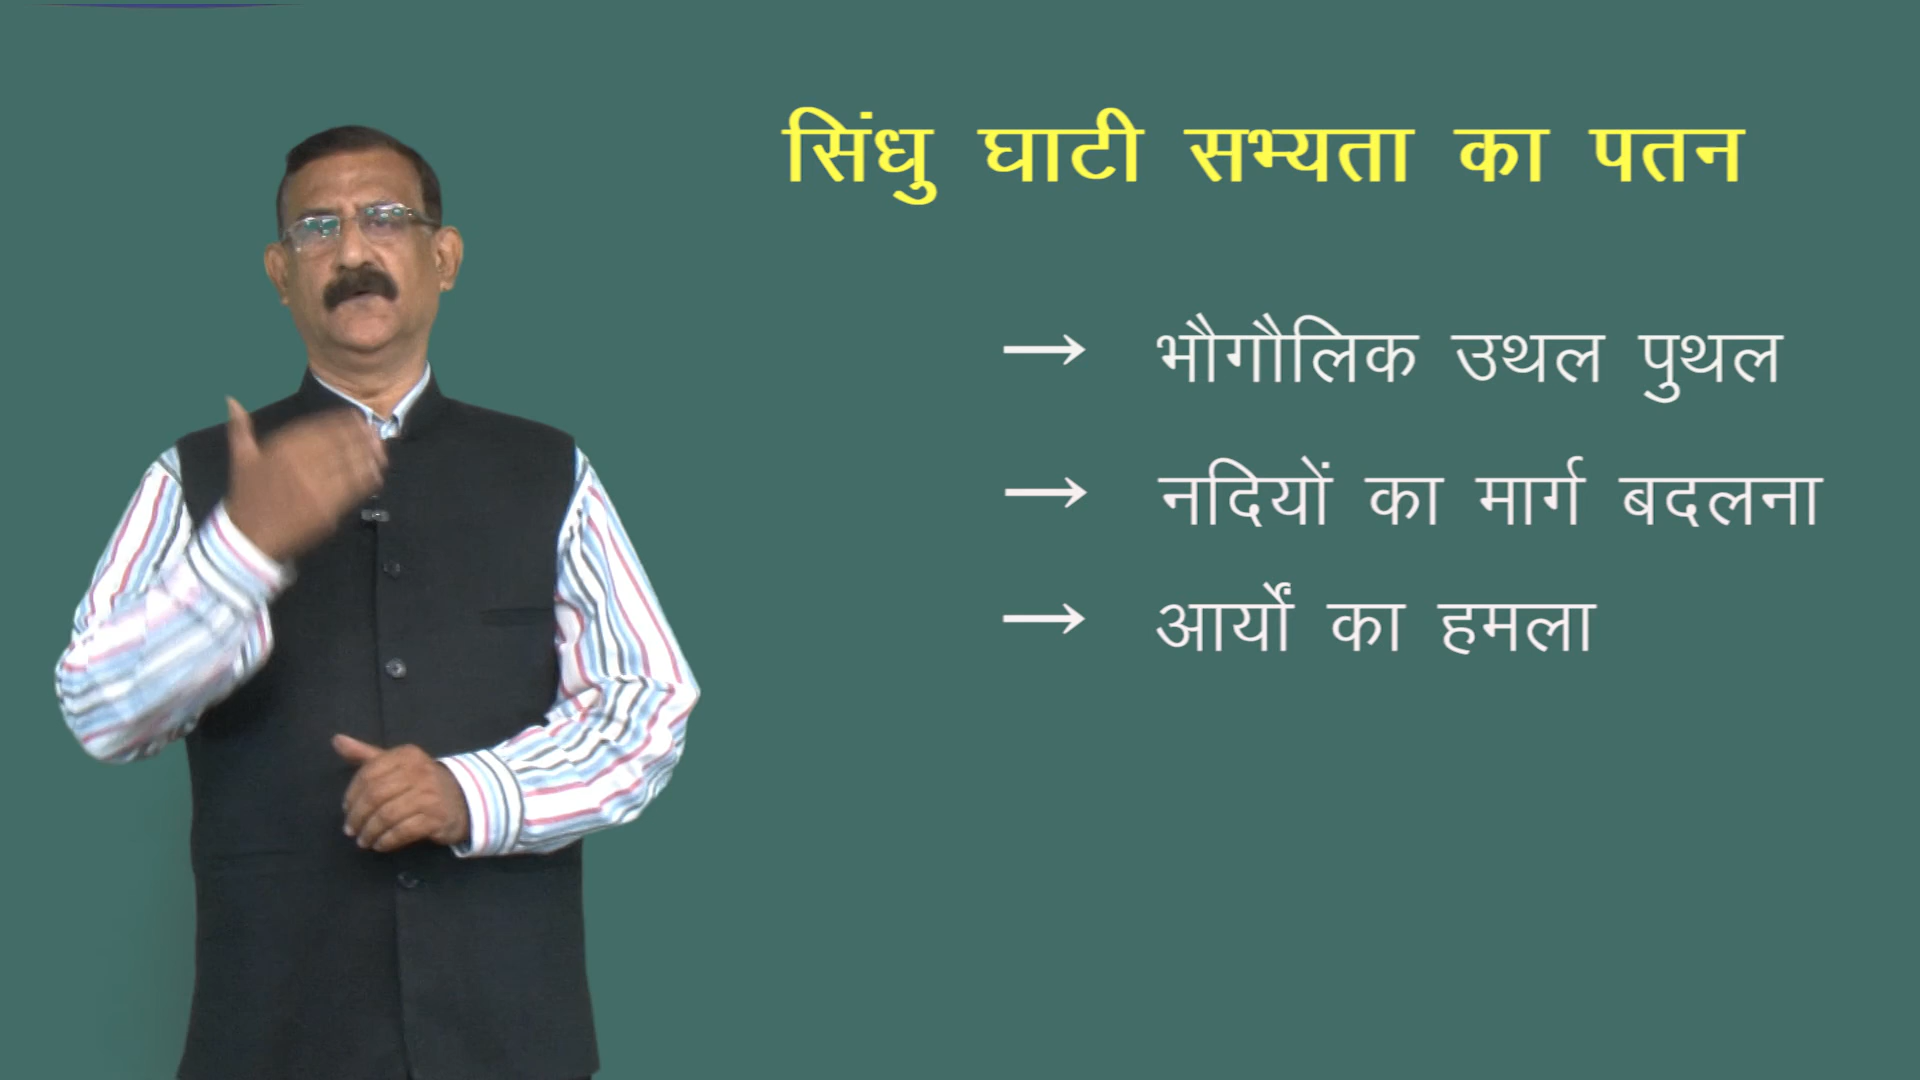 सिंधु घाटी सभ्यता का पतन
→ भौगौलिक उथल पुथल
→ नदियों का मार्ग बदलना
→ आर्यों का हमला